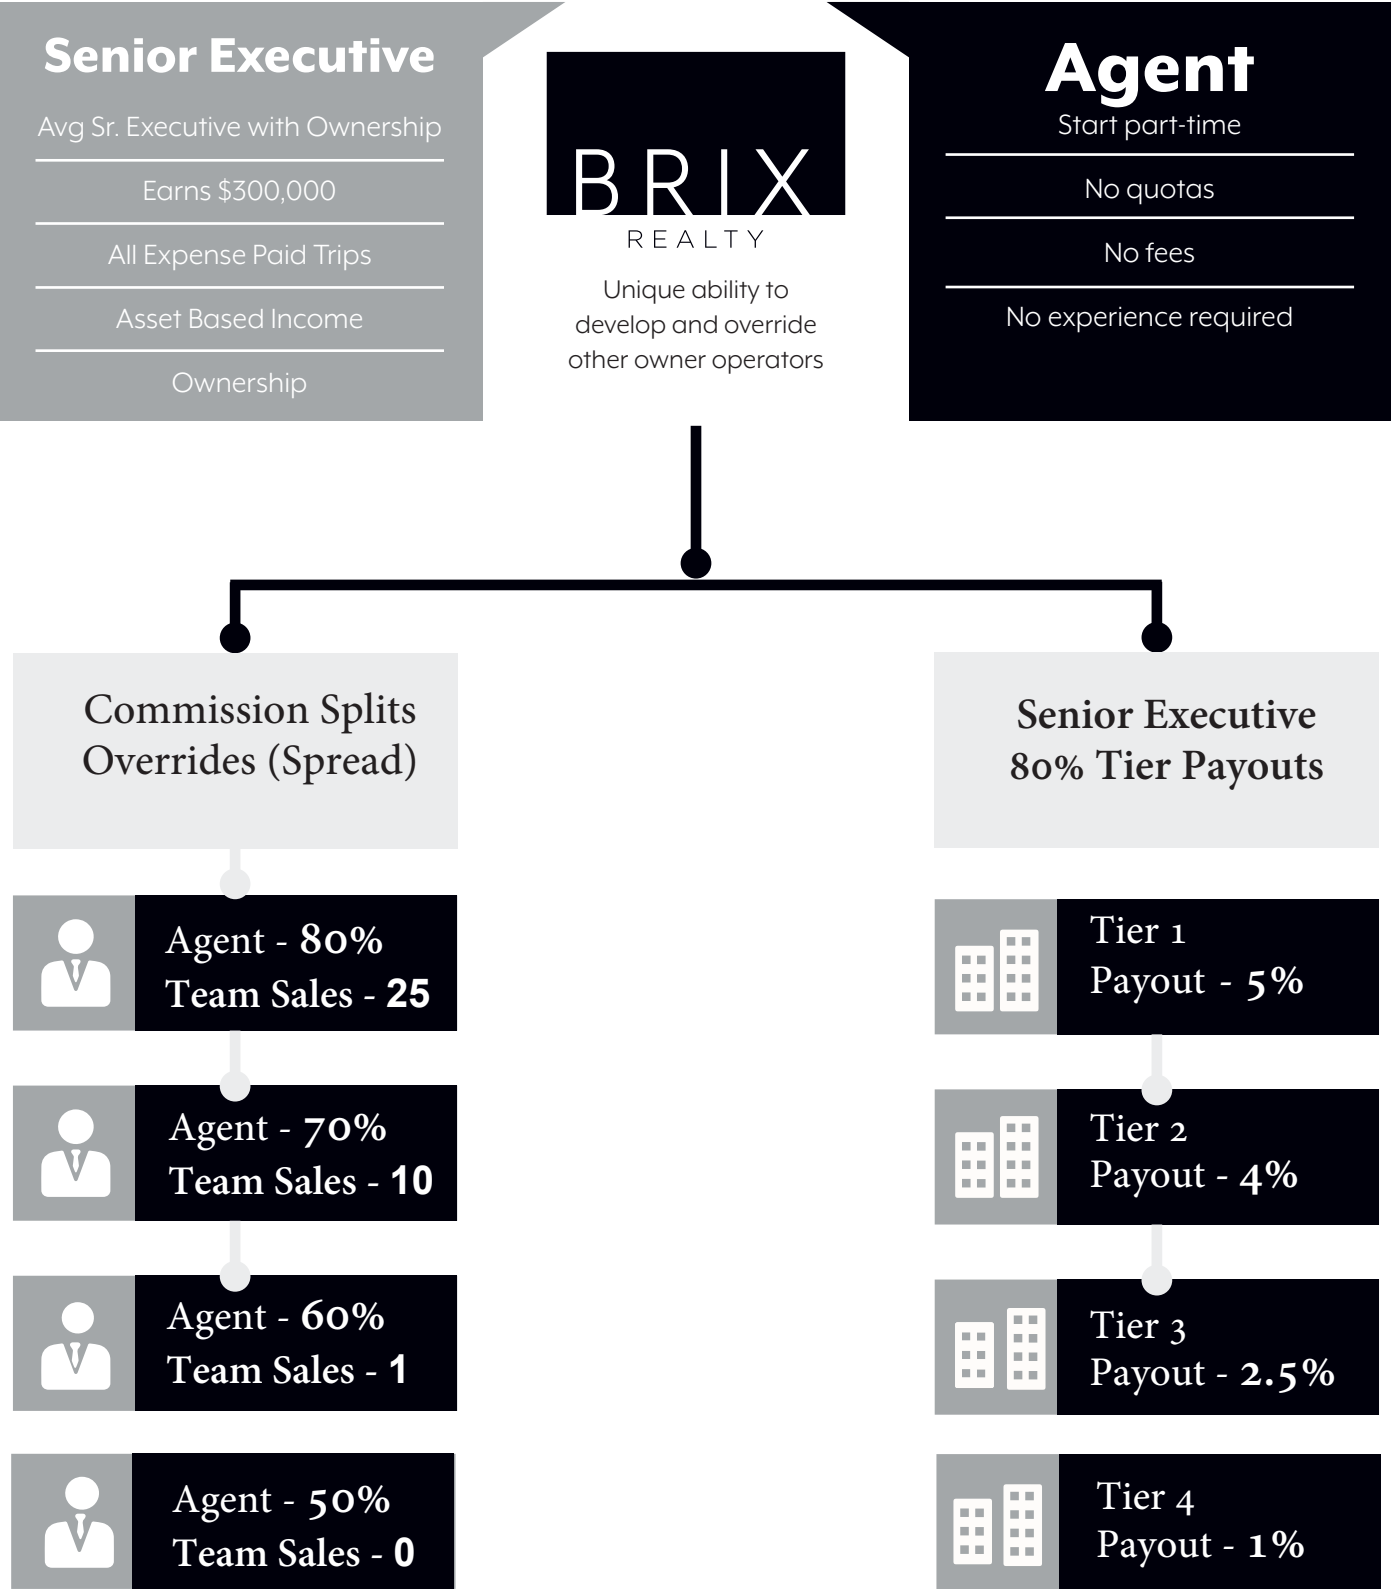 Senior Executive
Avg Sr. Executive with Ownership
Earns $300,000
All Expense Paid Trips
Asset Based Income
Ownership
BRIX
REALTY
Unique ability to
develop and override
other owner operators
Agent
Start part-time
No quotas
No fees
No experience required
Commission Splits
Overrides (Spread)
Agent - 80%
Team Sales - 25
Agent - 70%
Team Sales - 10
Agent - 60%
Team Sales - 1
Agent - 50%
Team Sales - 0
Senior Executive
80% Tier Payouts
Tier 1
Payout - 5%
Tier 2
Payout - 4%
Tier 3
Payout - 2.5%
Tier 4
Payout - 1%